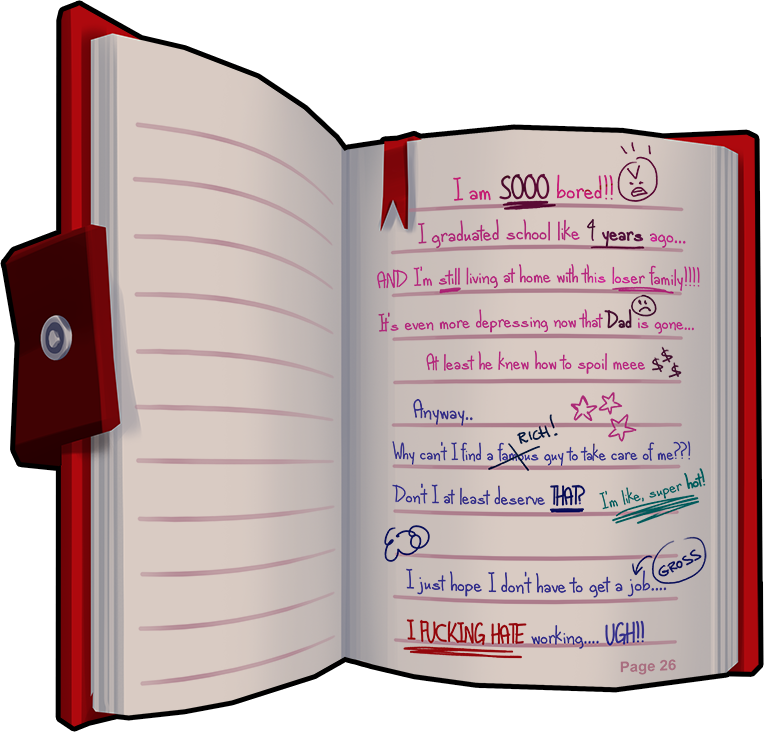 I am SOOO bored!!
I graduated school like 4 years ago...
AND I'm still living at home with this loser family!!!!
It's even more depressing now that Dad is gone...
At least he knew how to spoil meee $$$
Anyway..
RICH!
Why can't I find a famous guy to take care of me??!
Don't I at least deserve THAT? I'm like, super hot!
GROSS
I just hope I don't have to get a job....
I FUCKING HATE working.... UGH!!
Page 26